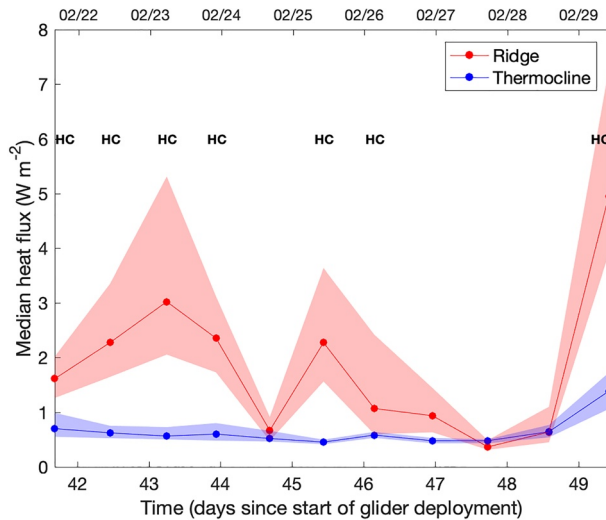 02/22 02/23 02/24 02/25 02/26 02/27 02/28 02/29
8
Ridge
Thermocline
7
6
HC HC HC HC HC HC HC
5
4
3
2
1
0
Median heat flux (W m⁻²)
42 43 44 45 46 47 48 49
Time (days since start of glider deployment)